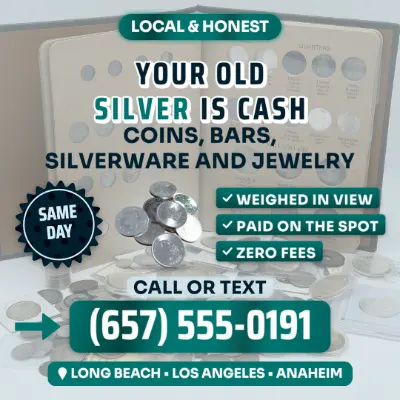 LOCAL & HONEST
YOUR OLD
SILVER IS CASH
COINS, BARS,
SILVERWARE AND JEWELRY
SAME
DAY
WEIGHED IN VIEW
PAID ON THE SPOT
ZERO FEES
CALL OR TEXT
(657) 555-0191
LONG BEACH • LOS ANGELES • ANAHEIM